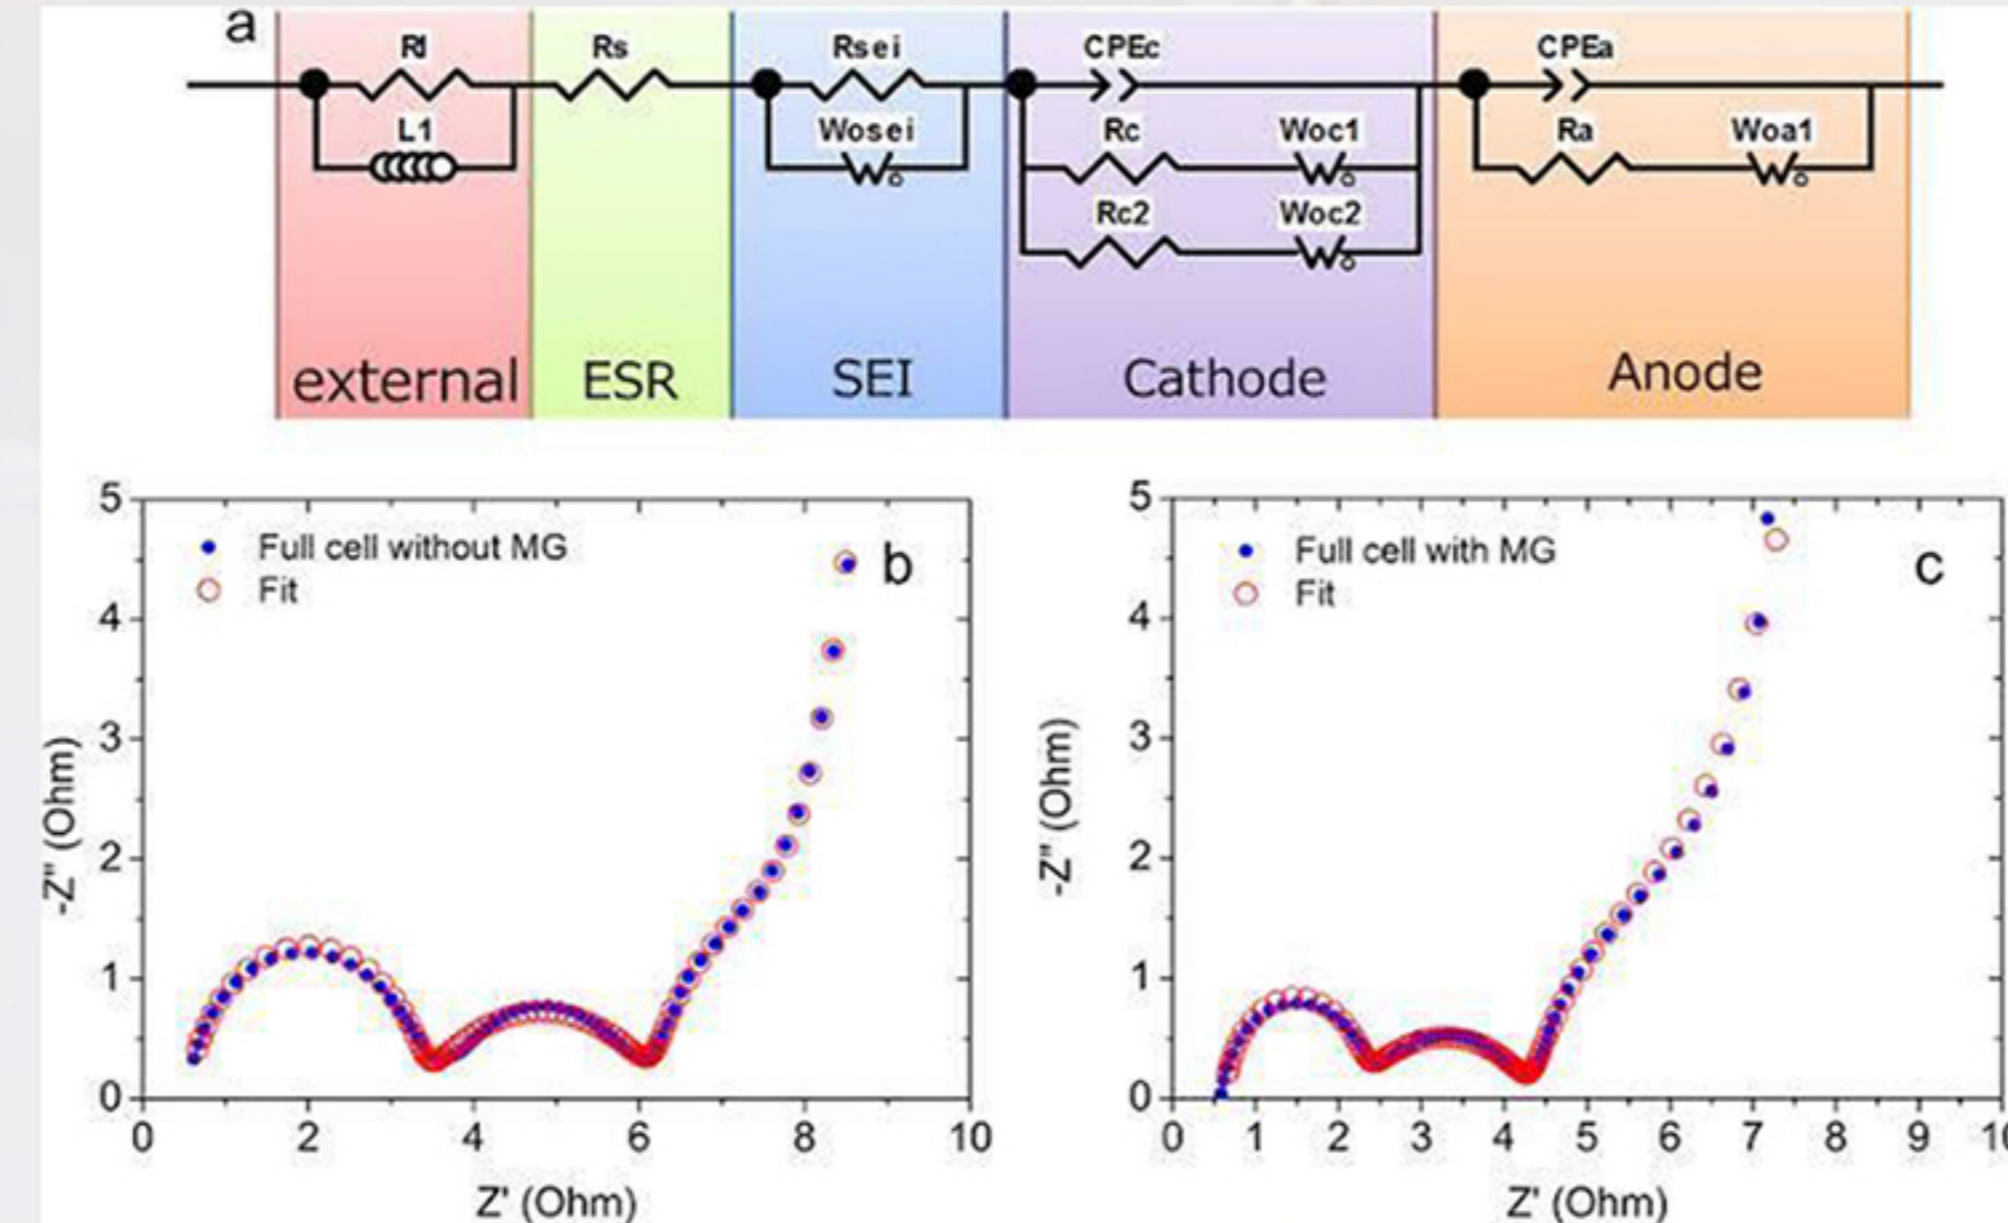 a
Rl
Rs
Rsei
CPEc
CPEa
L1
Wosei
Rc
Woc1
Ra
Woa1
Rc2
Woc2
external
ESR
SEI
Cathode
Anode
5
4
3
2
1
0
-Z" (Ohm)
Full cell without MG
Fit
b
0 2 4 6 8 10
Z' (Ohm)
5
4
3
2
1
0
-Z" (Ohm)
Full cell with MG
Fit
c
0 1 2 3 4 5 6 7 8 9 10
Z' (Ohm)